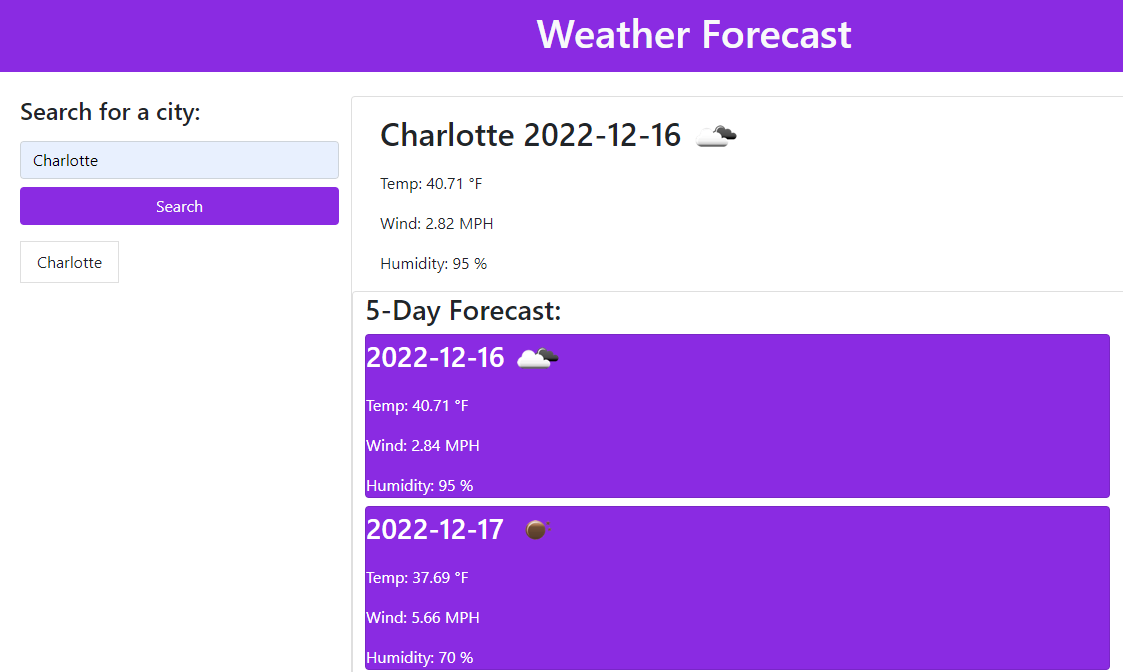 Weather Forecast
Search for a city:
Charlotte
Search
Charlotte
Charlotte 2022-12-16
Temp: 40.71 °F
Wind: 2.82 MPH
Humidity: 95 %
5-Day Forecast:
2022-12-16
Temp: 40.71 °F
Wind: 2.84 MPH
Humidity: 95 %
2022-12-17
Temp: 37.69 °F
Wind: 5.66 MPH
Humidity: 70 %